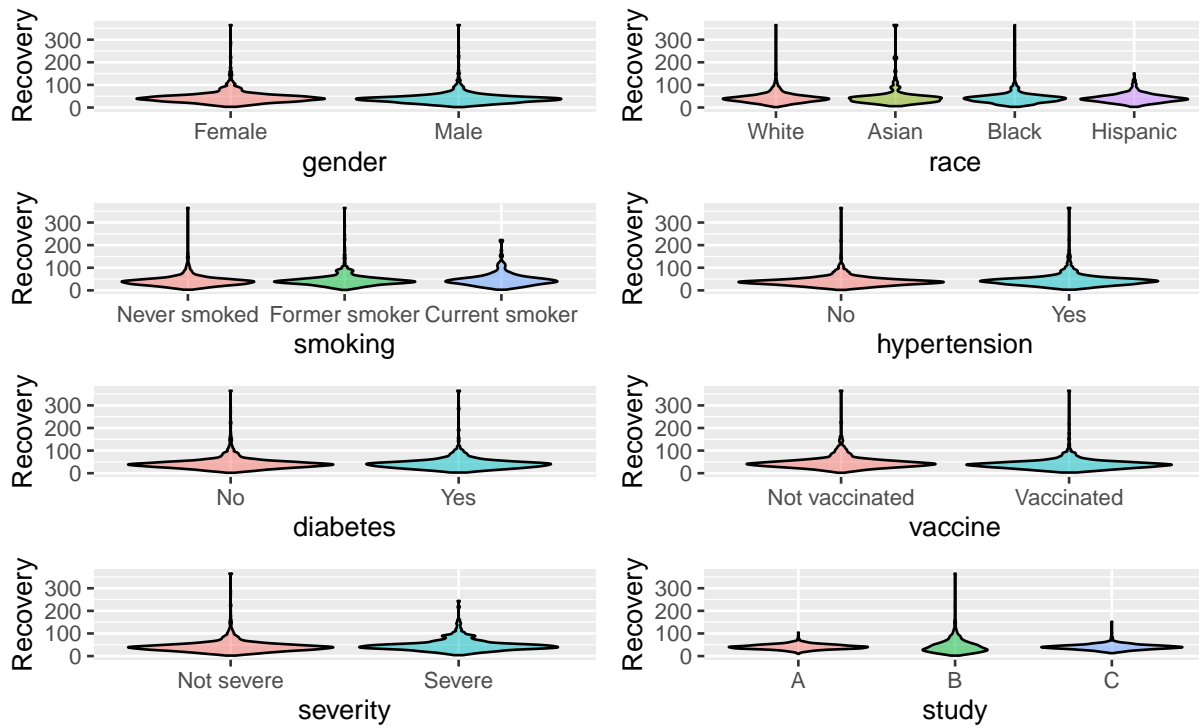 Recovery
300
200
100
0
Female
Male
gender
Recovery
300
200
100
0
White
Asian
Black
Hispanic
race
Recovery
300
200
100
0
Never smoked
Former smoker
Current smoker
smoking
Recovery
300
200
100
0
No
Yes
hypertension
Recovery
300
200
100
0
No
Yes
diabetes
Recovery
300
200
100
0
Not vaccinated
Vaccinated
vaccine
Recovery
300
200
100
0
Not severe
Severe
severity
Recovery
300
200
100
0
A
B
C
study